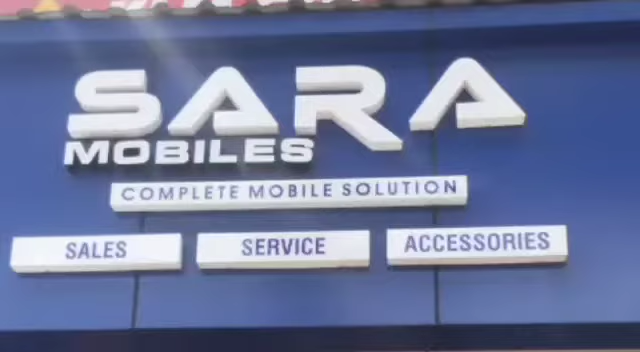 SARA
MOBILES
COMPLETE MOBILE SOLUTION
SALES SERVICE ACCESSORIES